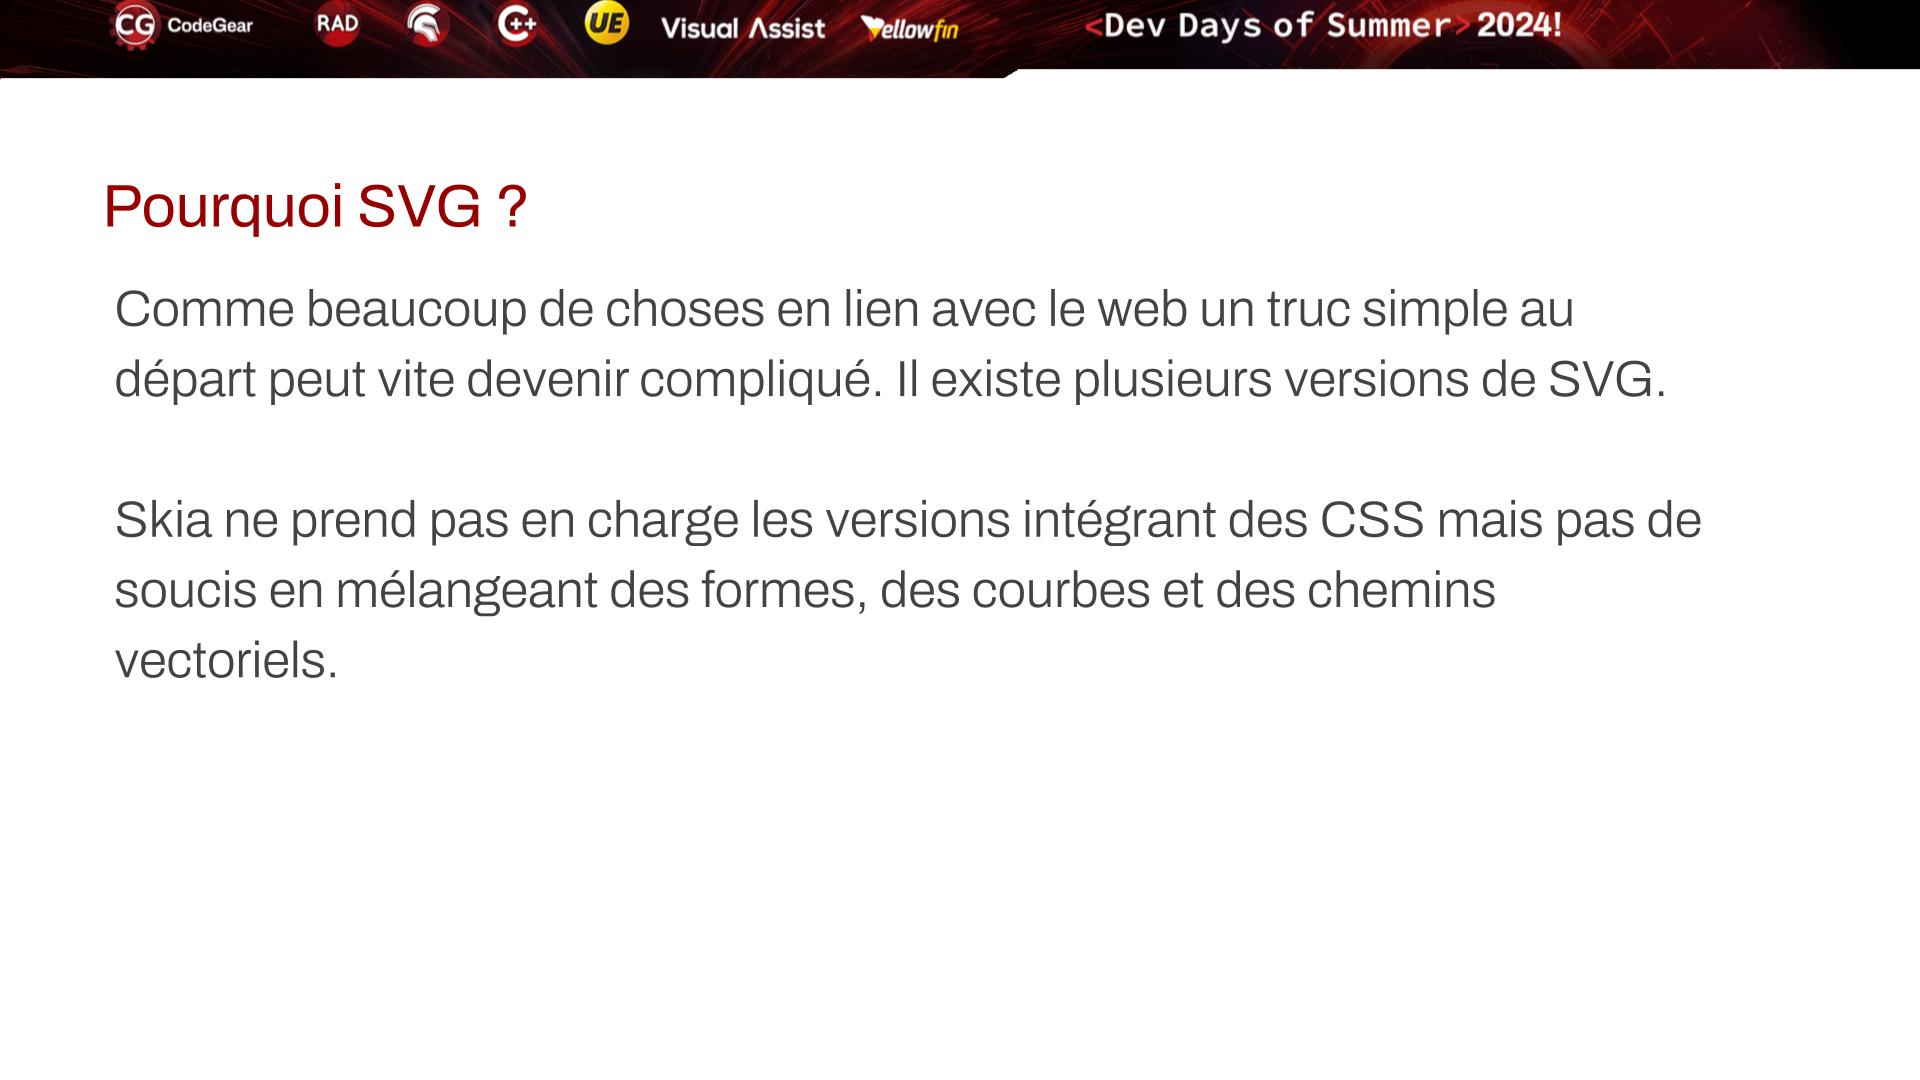 CG CodeGear RAD C++ UE Visual Assist Yellowfin <Dev Days of Summer> 2024!
Pourquoi SVG ?
Comme beaucoup de choses en lien avec le web un truc simple au
départ peut vite devenir compliqué. Il existe plusieurs versions de SVG.
Skia ne prend pas en charge les versions intégrant des CSS mais pas de
soucis en mélangeant des formes, des courbes et des chemins
vectoriels.